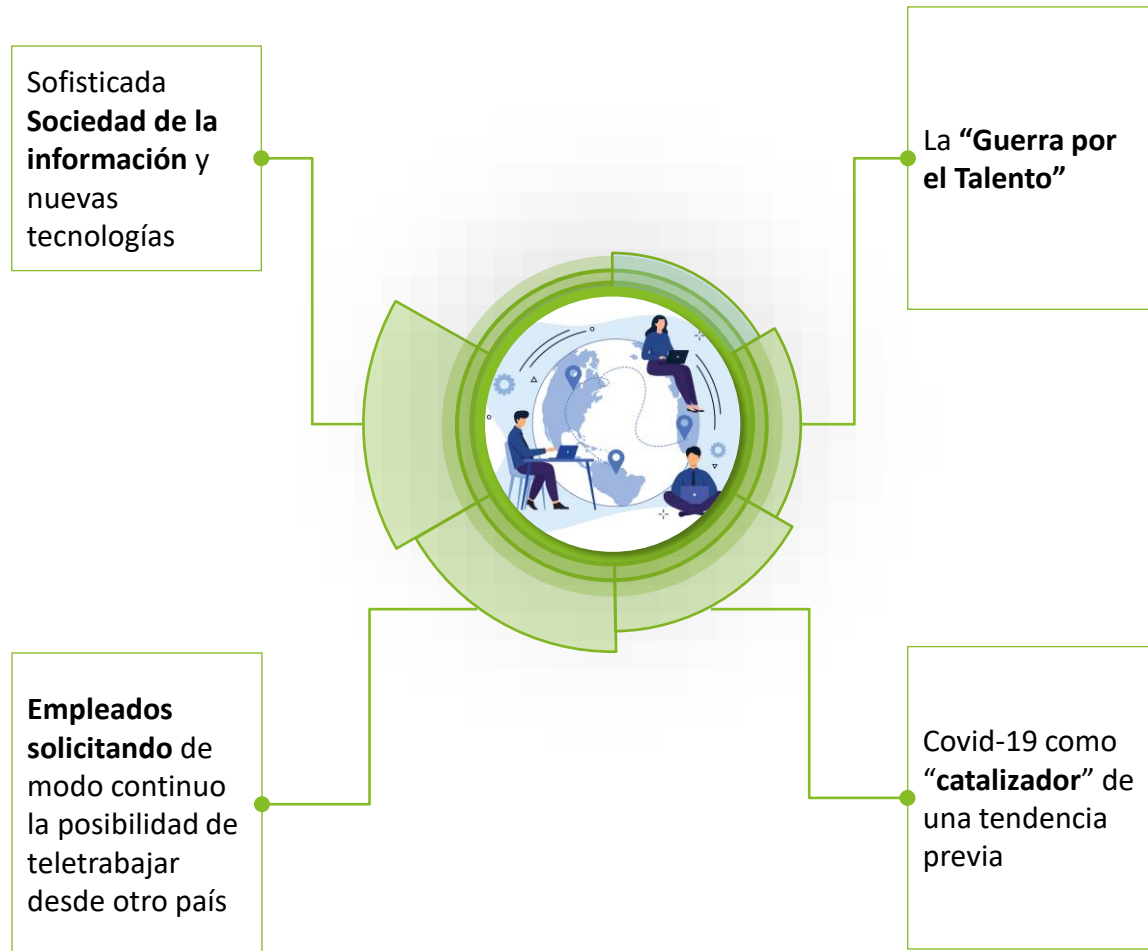 Sofisticada
Sociedad de la
información y
nuevas
tecnologías
La “Guerra por
el Talento”
Empleados
solicitando de
modo continuo
la posibilidad de
teletrabajar
desde otro país
Covid-19 como
“catalizador” de
una tendencia
previa